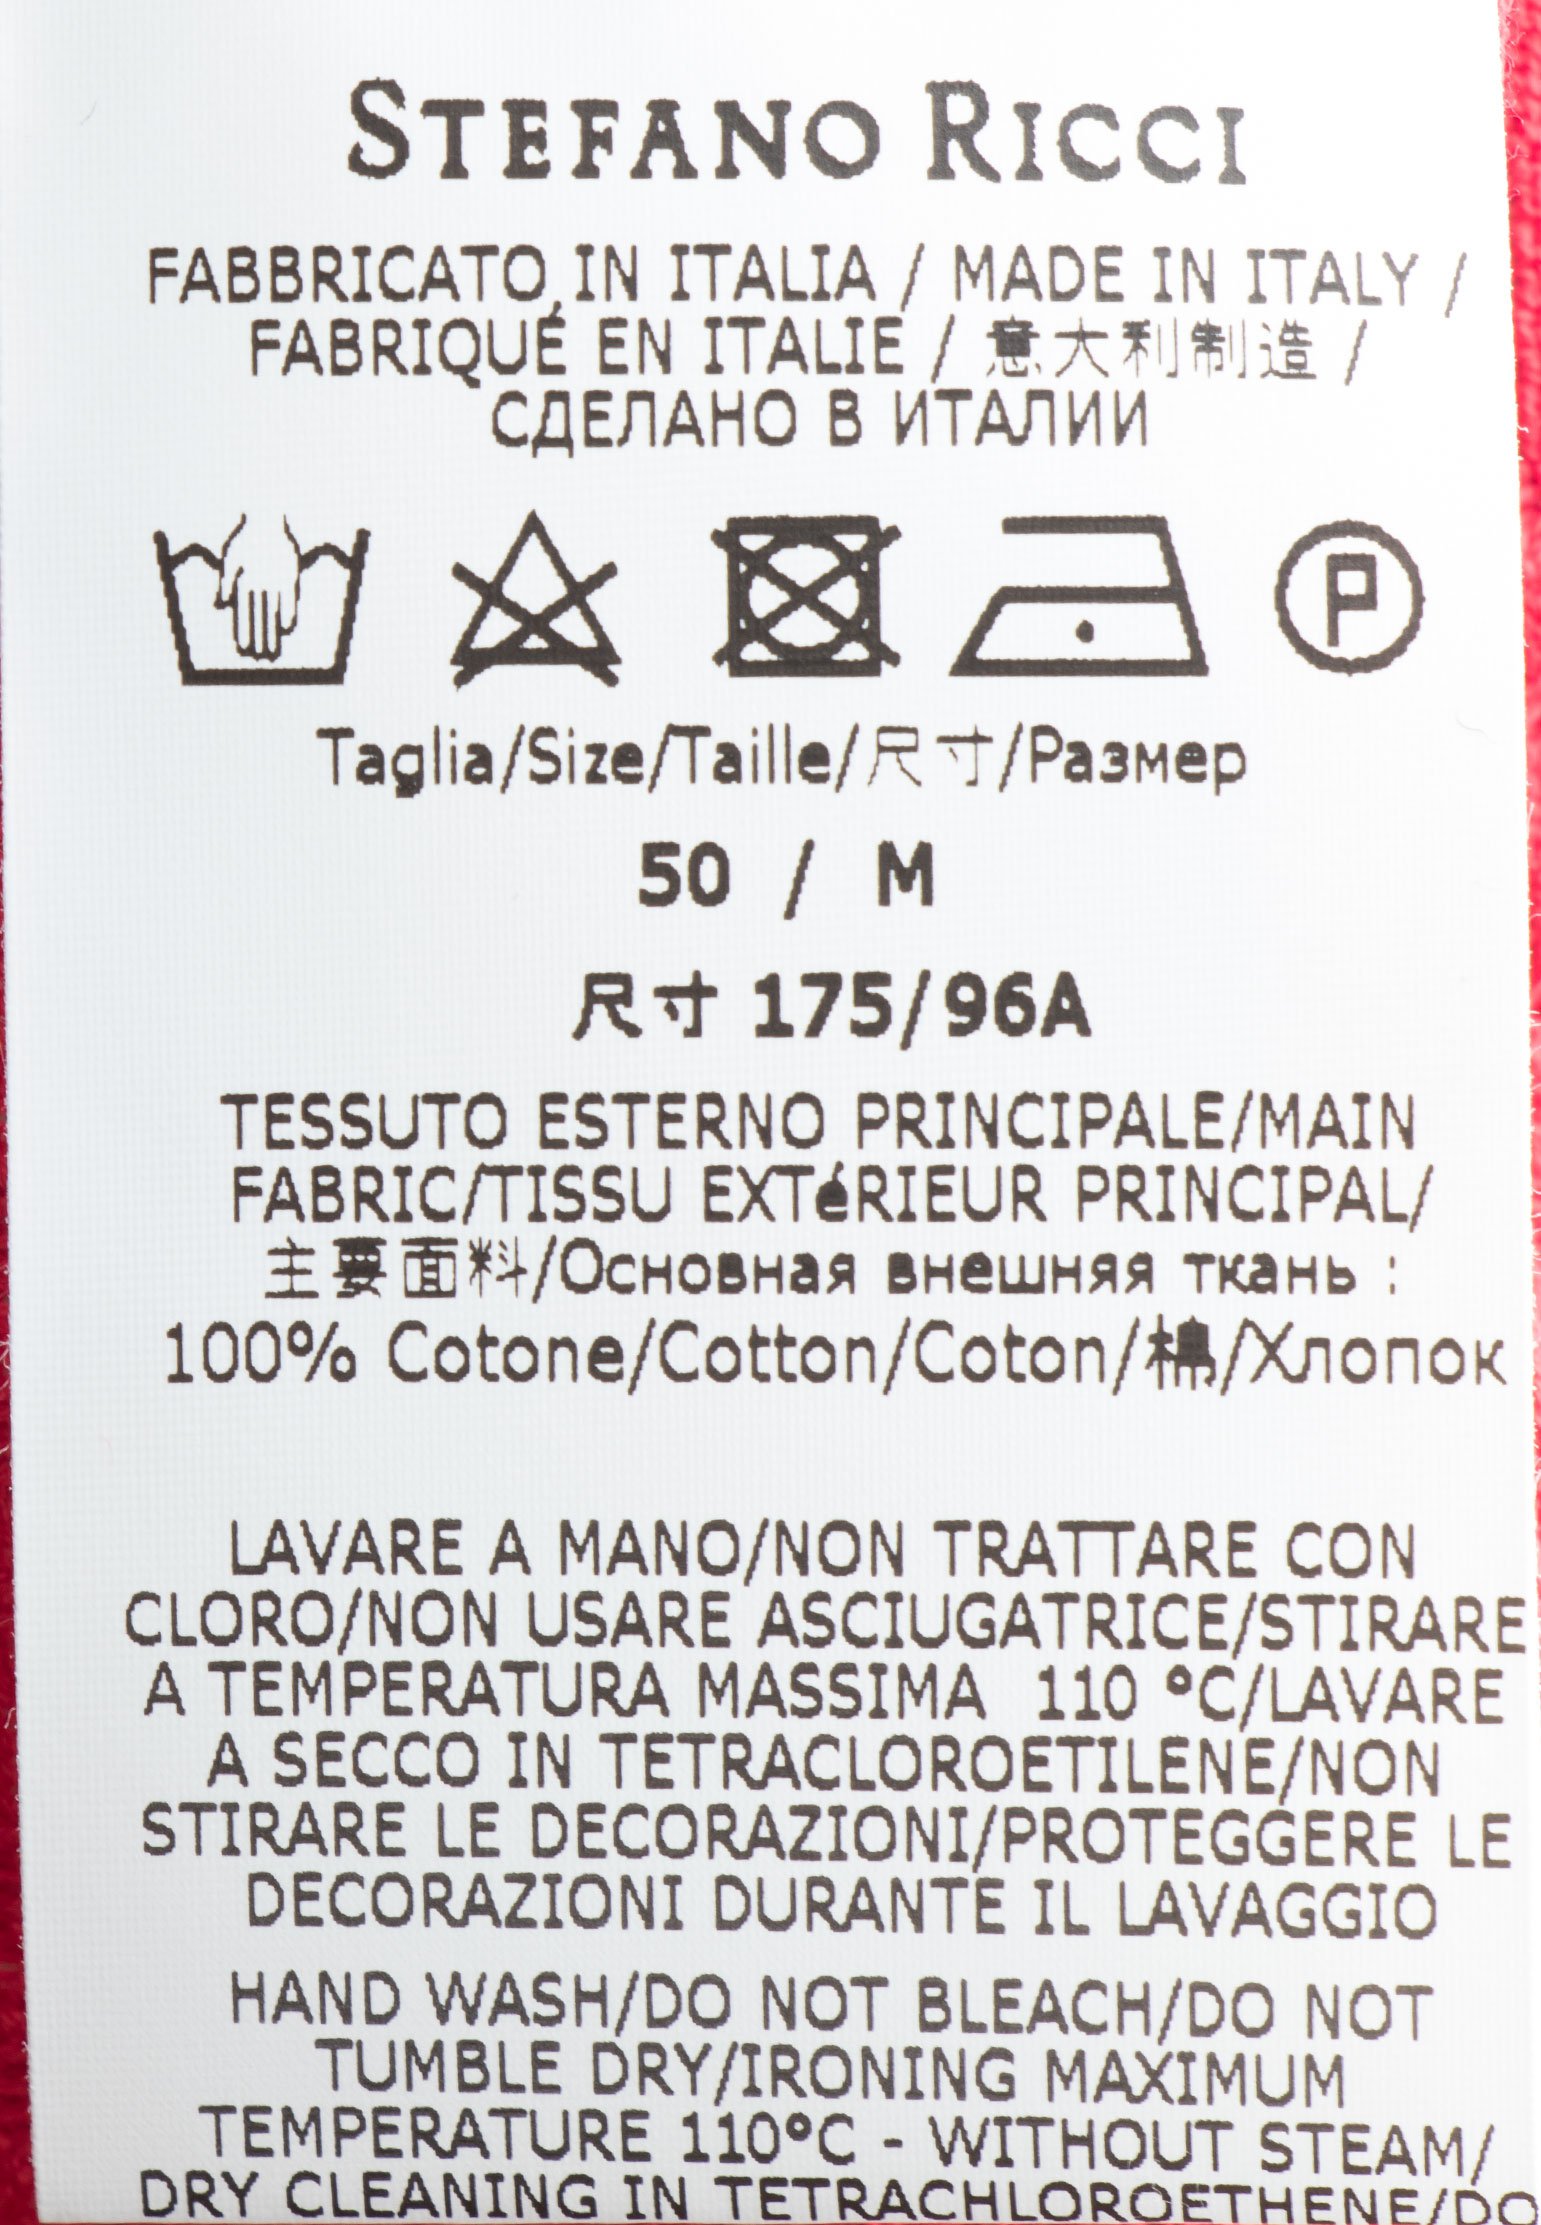 STEFANO RICCI
FABBRICATO IN ITALIA / MADE IN ITALY /
FABRIQUÉ EN ITALIE / 意大利制造 /
СДЕЛАНО В ИТАЛИИ
P
Taglia/Size/Taille/尺寸/Размер
50 / M
尺寸 175/96A
TESSUTO ESTERNO PRINCIPALE/MAIN
FABRIC/TISSU EXTéRIEUR PRINCIPAL/
主要面料/Основная внешняя ткань :
100% Cotone/Cotton/Coton/棉/Хлопок
LAVARE A MANO/NON TRATTARE CON
CLORO/NON USARE ASCIUGATRICE/STIRARE
A TEMPERATURA MASSIMA 110 °C/LAVARE
A SECCO IN TETRACLOROETILENE/NON
STIRARE LE DECORAZIONI/PROTEGGERE LE
DECORAZIONI DURANTE IL LAVAGGIO
HAND WASH/DO NOT BLEACH/DO NOT
TUMBLE DRY/IRONING MAXIMUM
TEMPERATURE 110°C - WITHOUT STEAM/
DRY CLEANING IN TETRACHLOROETHENE/DO